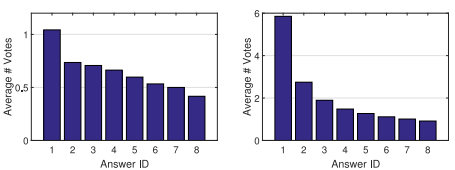 Average # Votes
1
0.5
0
1 2 3 4 5 6 7 8
Answer ID
Average # Votes
6
4
2
0
1 2 3 4 5 6 7 8
Answer ID